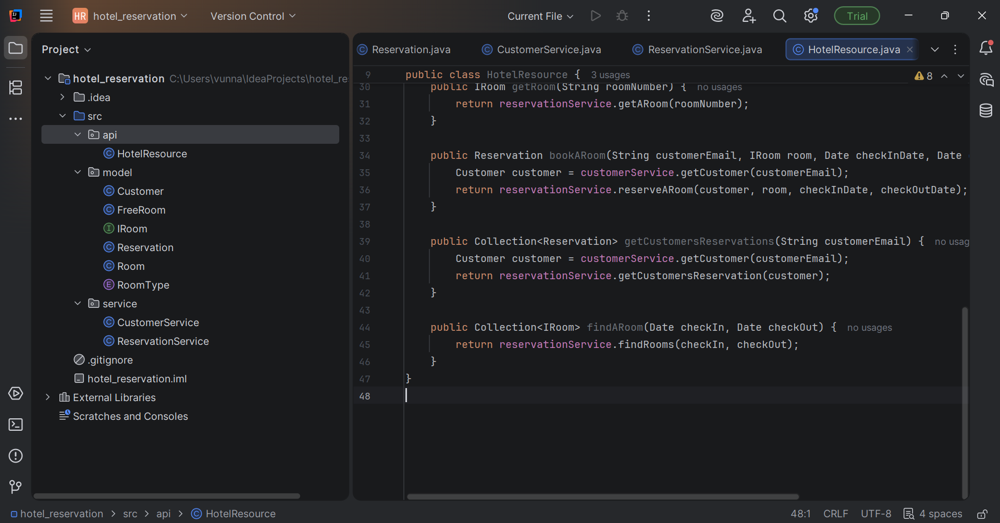 HR hotel_reservation Version Control Current File Trial
Project
hotel_reservation C:\Users\vunna\IdeaProjects\hotel_re
.idea
src
api
HotelResource
model
Customer
FreeRoom
IRoom
Reservation
Room
RoomType
service
CustomerService
ReservationService
.gitignore
hotel_reservation.iml
External Libraries
Scratches and Consoles
Reservation.java CustomerService.java ReservationService.java HotelResource.java
9 public class HotelResource { 3 usages 8
30 public IRoom getRoom(String roomNumber) { no usages
31 return reservationService.getARoom(roomNumber);
32 }
33
34 public Reservation bookARoom(String customerEmail, IRoom room, Date checkInDate, Date
35 Customer customer = customerService.getCustomer(customerEmail);
36 return reservationService.reserveARoom(customer, room, checkInDate, checkOutDate);
37 }
38
39 public Collection<Reservation> getCustomersReservations(String customerEmail) { no usag
40 Customer customer = customerService.getCustomer(customerEmail);
41 return reservationService.getCustomersReservation(customer);
42 }
43
44 public Collection<IRoom> findARoom(Date checkIn, Date checkOut) { no usages
45 return reservationService.findRooms(checkIn, checkOut);
46 }
47 }
48
hotel_reservation > src > api > HotelResource 48:1 CRLF UTF-8 4 spaces